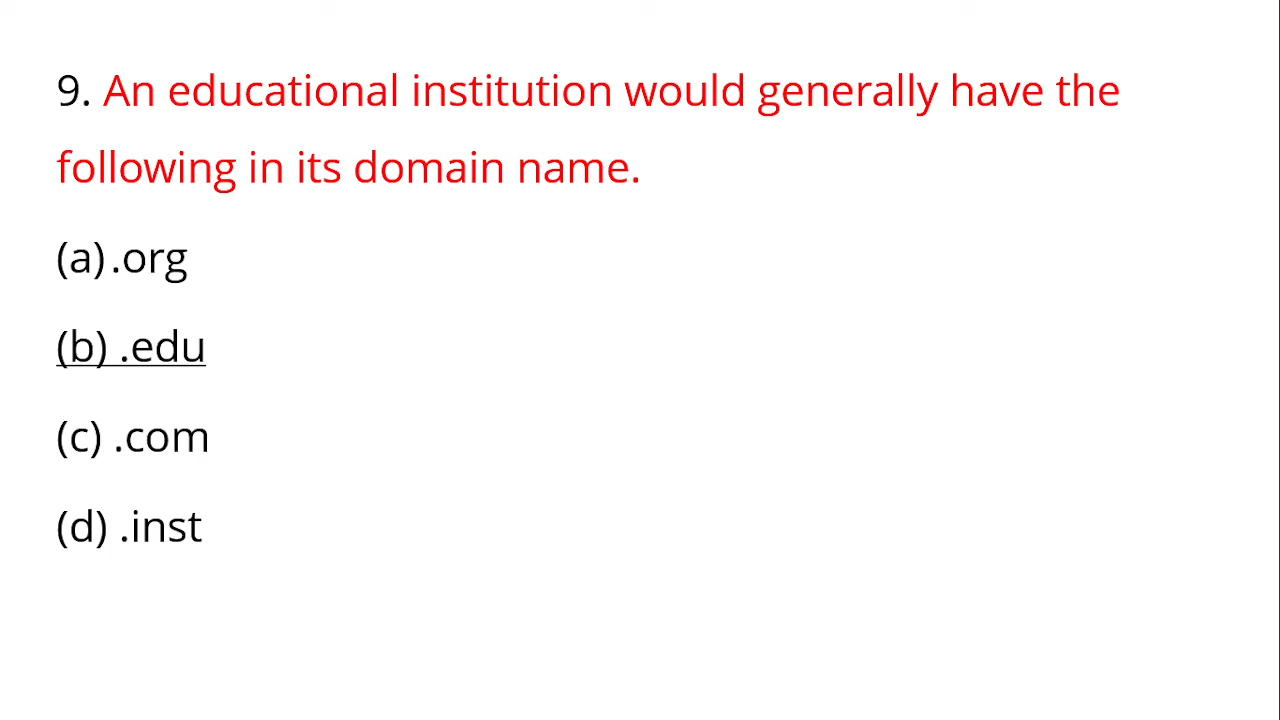 9. An educational institution would generally have the
following in its domain name.
(a) .org
(b) .edu
(c) .com
(d) .inst